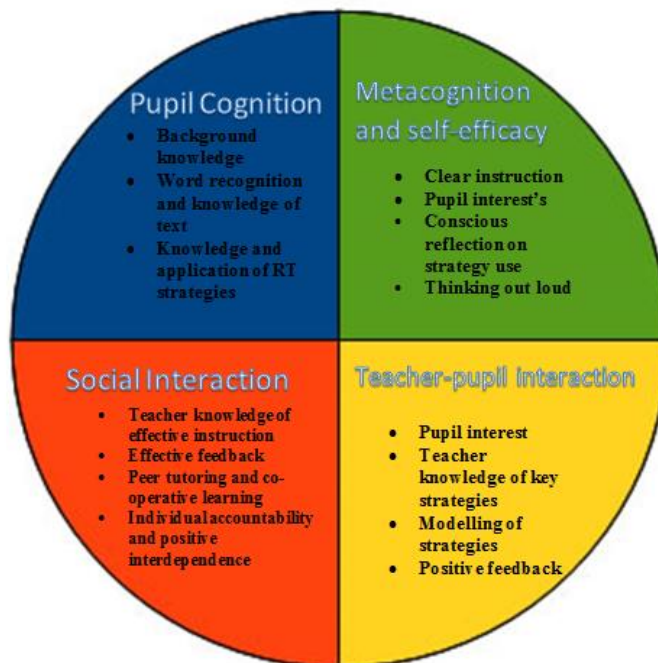 Pupil Cognition
• Background
knowledge
• Word recognition
and knowledge of
text
• Knowledge and
application of RT
strategies
Metacognition
and self-efficacy
• Clear instruction
• Pupil interest's
• Conscious
reflection on
strategy use
• Thinking out loud
Social Interaction
• Teacher knowledge of
effective instruction
• Effective feedback
• Peer tutoring and co-
operative learning
• Individual accountability
and positive
interdependence
Teacher-pupil interaction
• Pupil interest
• Teacher
knowledge of key
strategies
• Modelling of
strategies
• Positive feedback